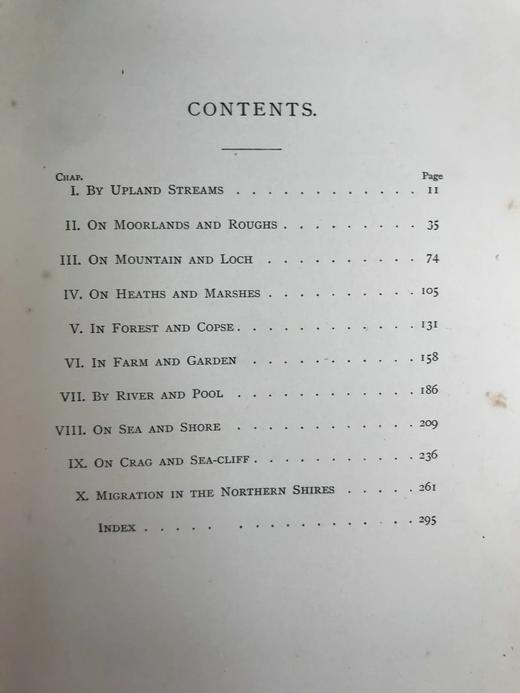 CONTENTS.
CHAP. Page
I. BY UPLAND STREAMS . . . . . . . . . . . . 11
II. ON MOORLANDS AND ROUGHS . . . . . . . . . 35
III. ON MOUNTAIN AND LOCH . . . . . . . . . . 74
IV. ON HEATHS AND MARSHES . . . . . . . . . . 105
V. IN FOREST AND COPSE . . . . . . . . . . . . 131
VI. IN FARM AND GARDEN . . . . . . . . . . . 158
VII. BY RIVER AND POOL . . . . . . . . . . . . 186
VIII. ON SEA AND SHORE . . . . . . . . . . . . 209
IX. ON CRAG AND SEA-CLIFF . . . . . . . . . . . 236
X. MIGRATION IN THE NORTHERN SHIRES . . . . . 261
INDEX . . . . . . . . . . . . . . . . 295